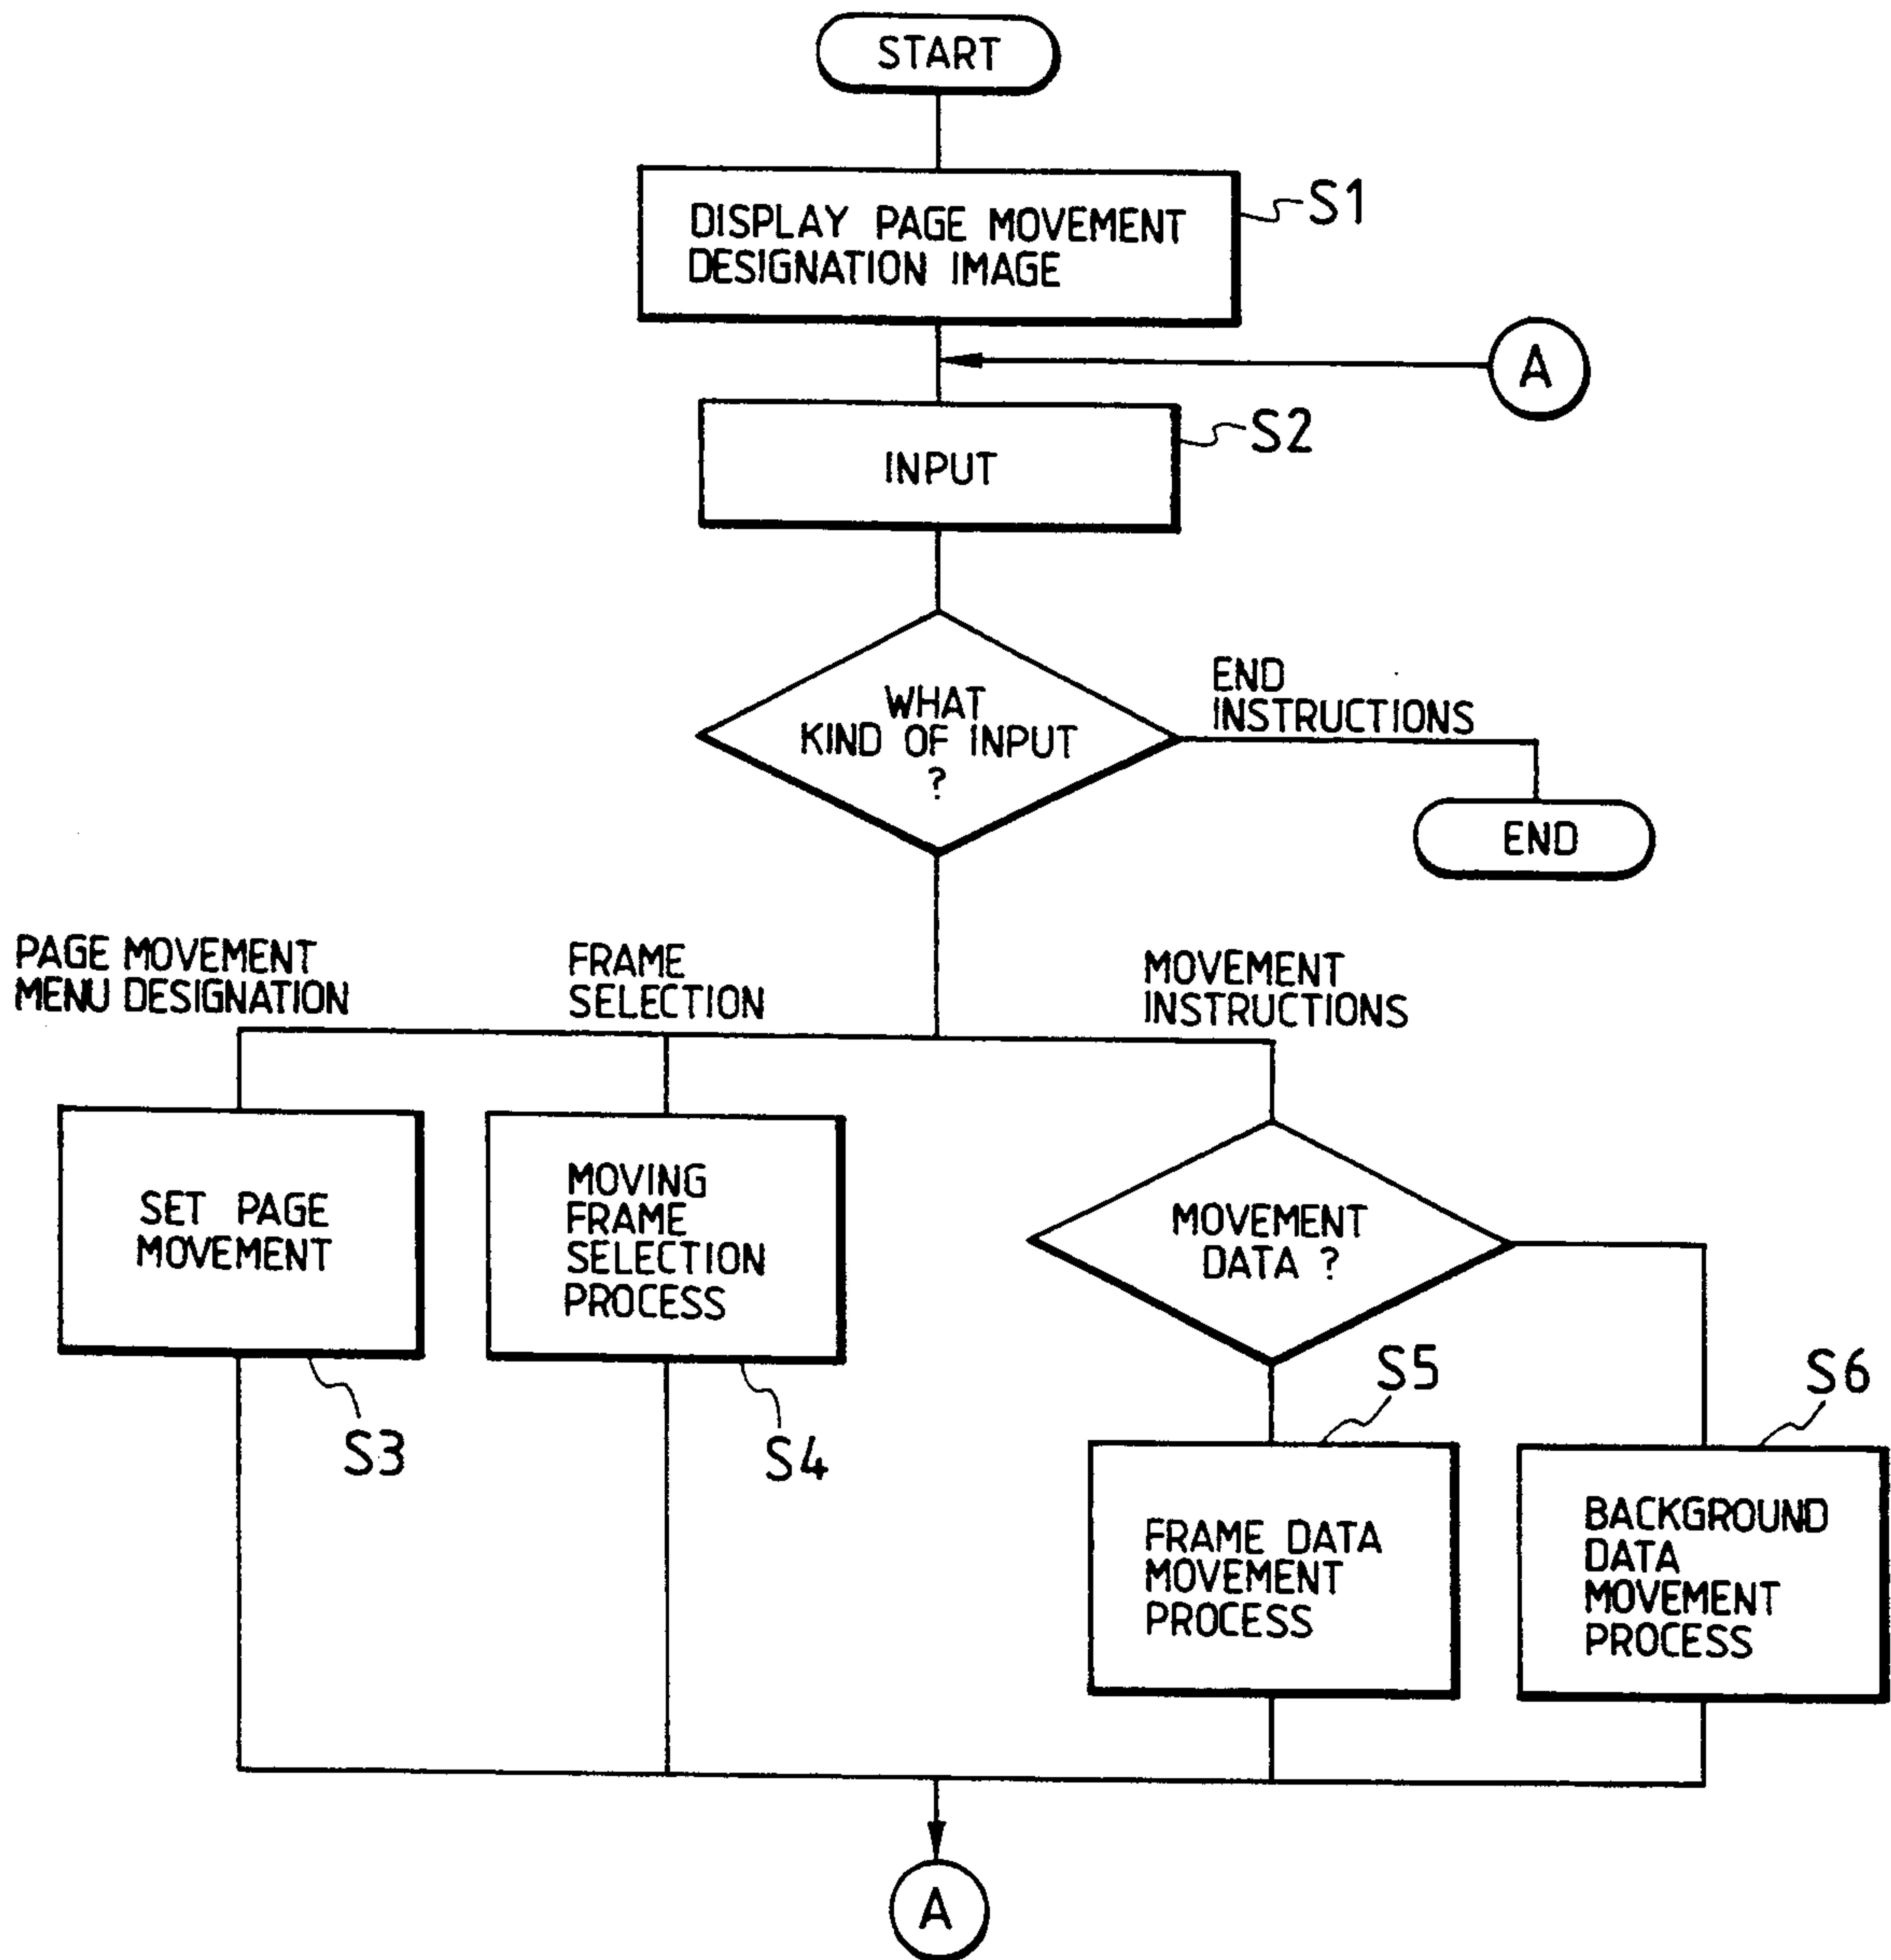 START
DISPLAY PAGE MOVEMENT
DESIGNATION IMAGE
S1
A
INPUT
S2
WHAT
KIND OF INPUT
?
END
INSTRUCTIONS
END
PAGE MOVEMENT
MENU DESIGNATION
FRAME
SELECTION
MOVEMENT
INSTRUCTIONS
SET PAGE
MOVEMENT
S3
MOVING
FRAME
SELECTION
PROCESS
S4
MOVEMENT
DATA ?
S5
FRAME DATA
MOVEMENT
PROCESS
S6
BACKGROUND
DATA
MOVEMENT
PROCESS
A